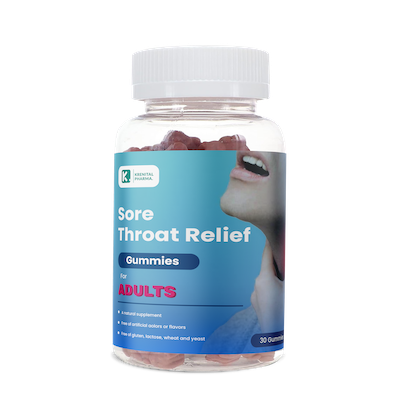 K
KREMITAL
PHARMA
Sore
Throat Relief
Gummies
For
ADULTS
A natural supplement
Free of artificial colors or flavors
Free of gluten, lactose, wheat and yeast
30 Gummies